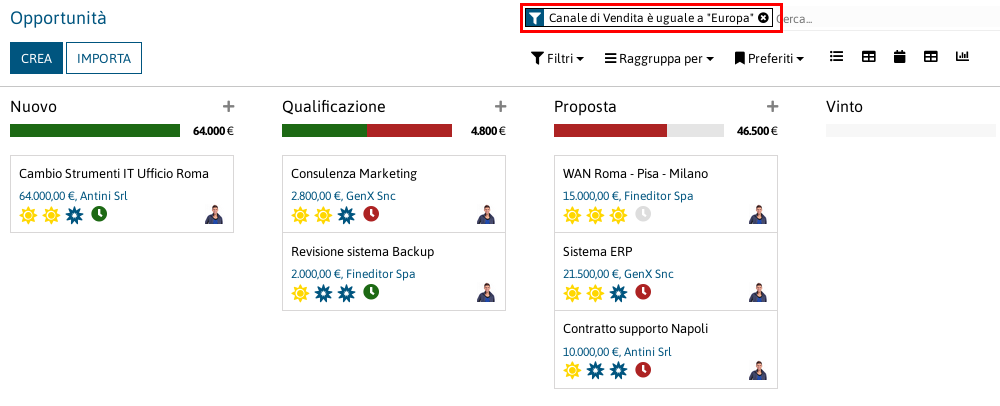 Opportunità
Canale di Vendita è uguale a "Europa" Cerca...
CREA IMPORTA
Filtri Raggruppa per Preferiti
Nuovo
64.000 €
Cambio Strumenti IT Ufficio Roma
64.000,00 €, Antini Srl
Qualificazione
4.800 €
Consulenza Marketing
2.800,00 €, GenX Snc
Revisione sistema Backup
2.000,00 €, Fineditor Spa
Proposta
46.500 €
WAN Roma - Pisa - Milano
15.000,00 €, Fineditor Spa
Sistema ERP
21.500,00 €, GenX Snc
Contratto supporto Napoli
10.000,00 €, Antini Srl
Vinto